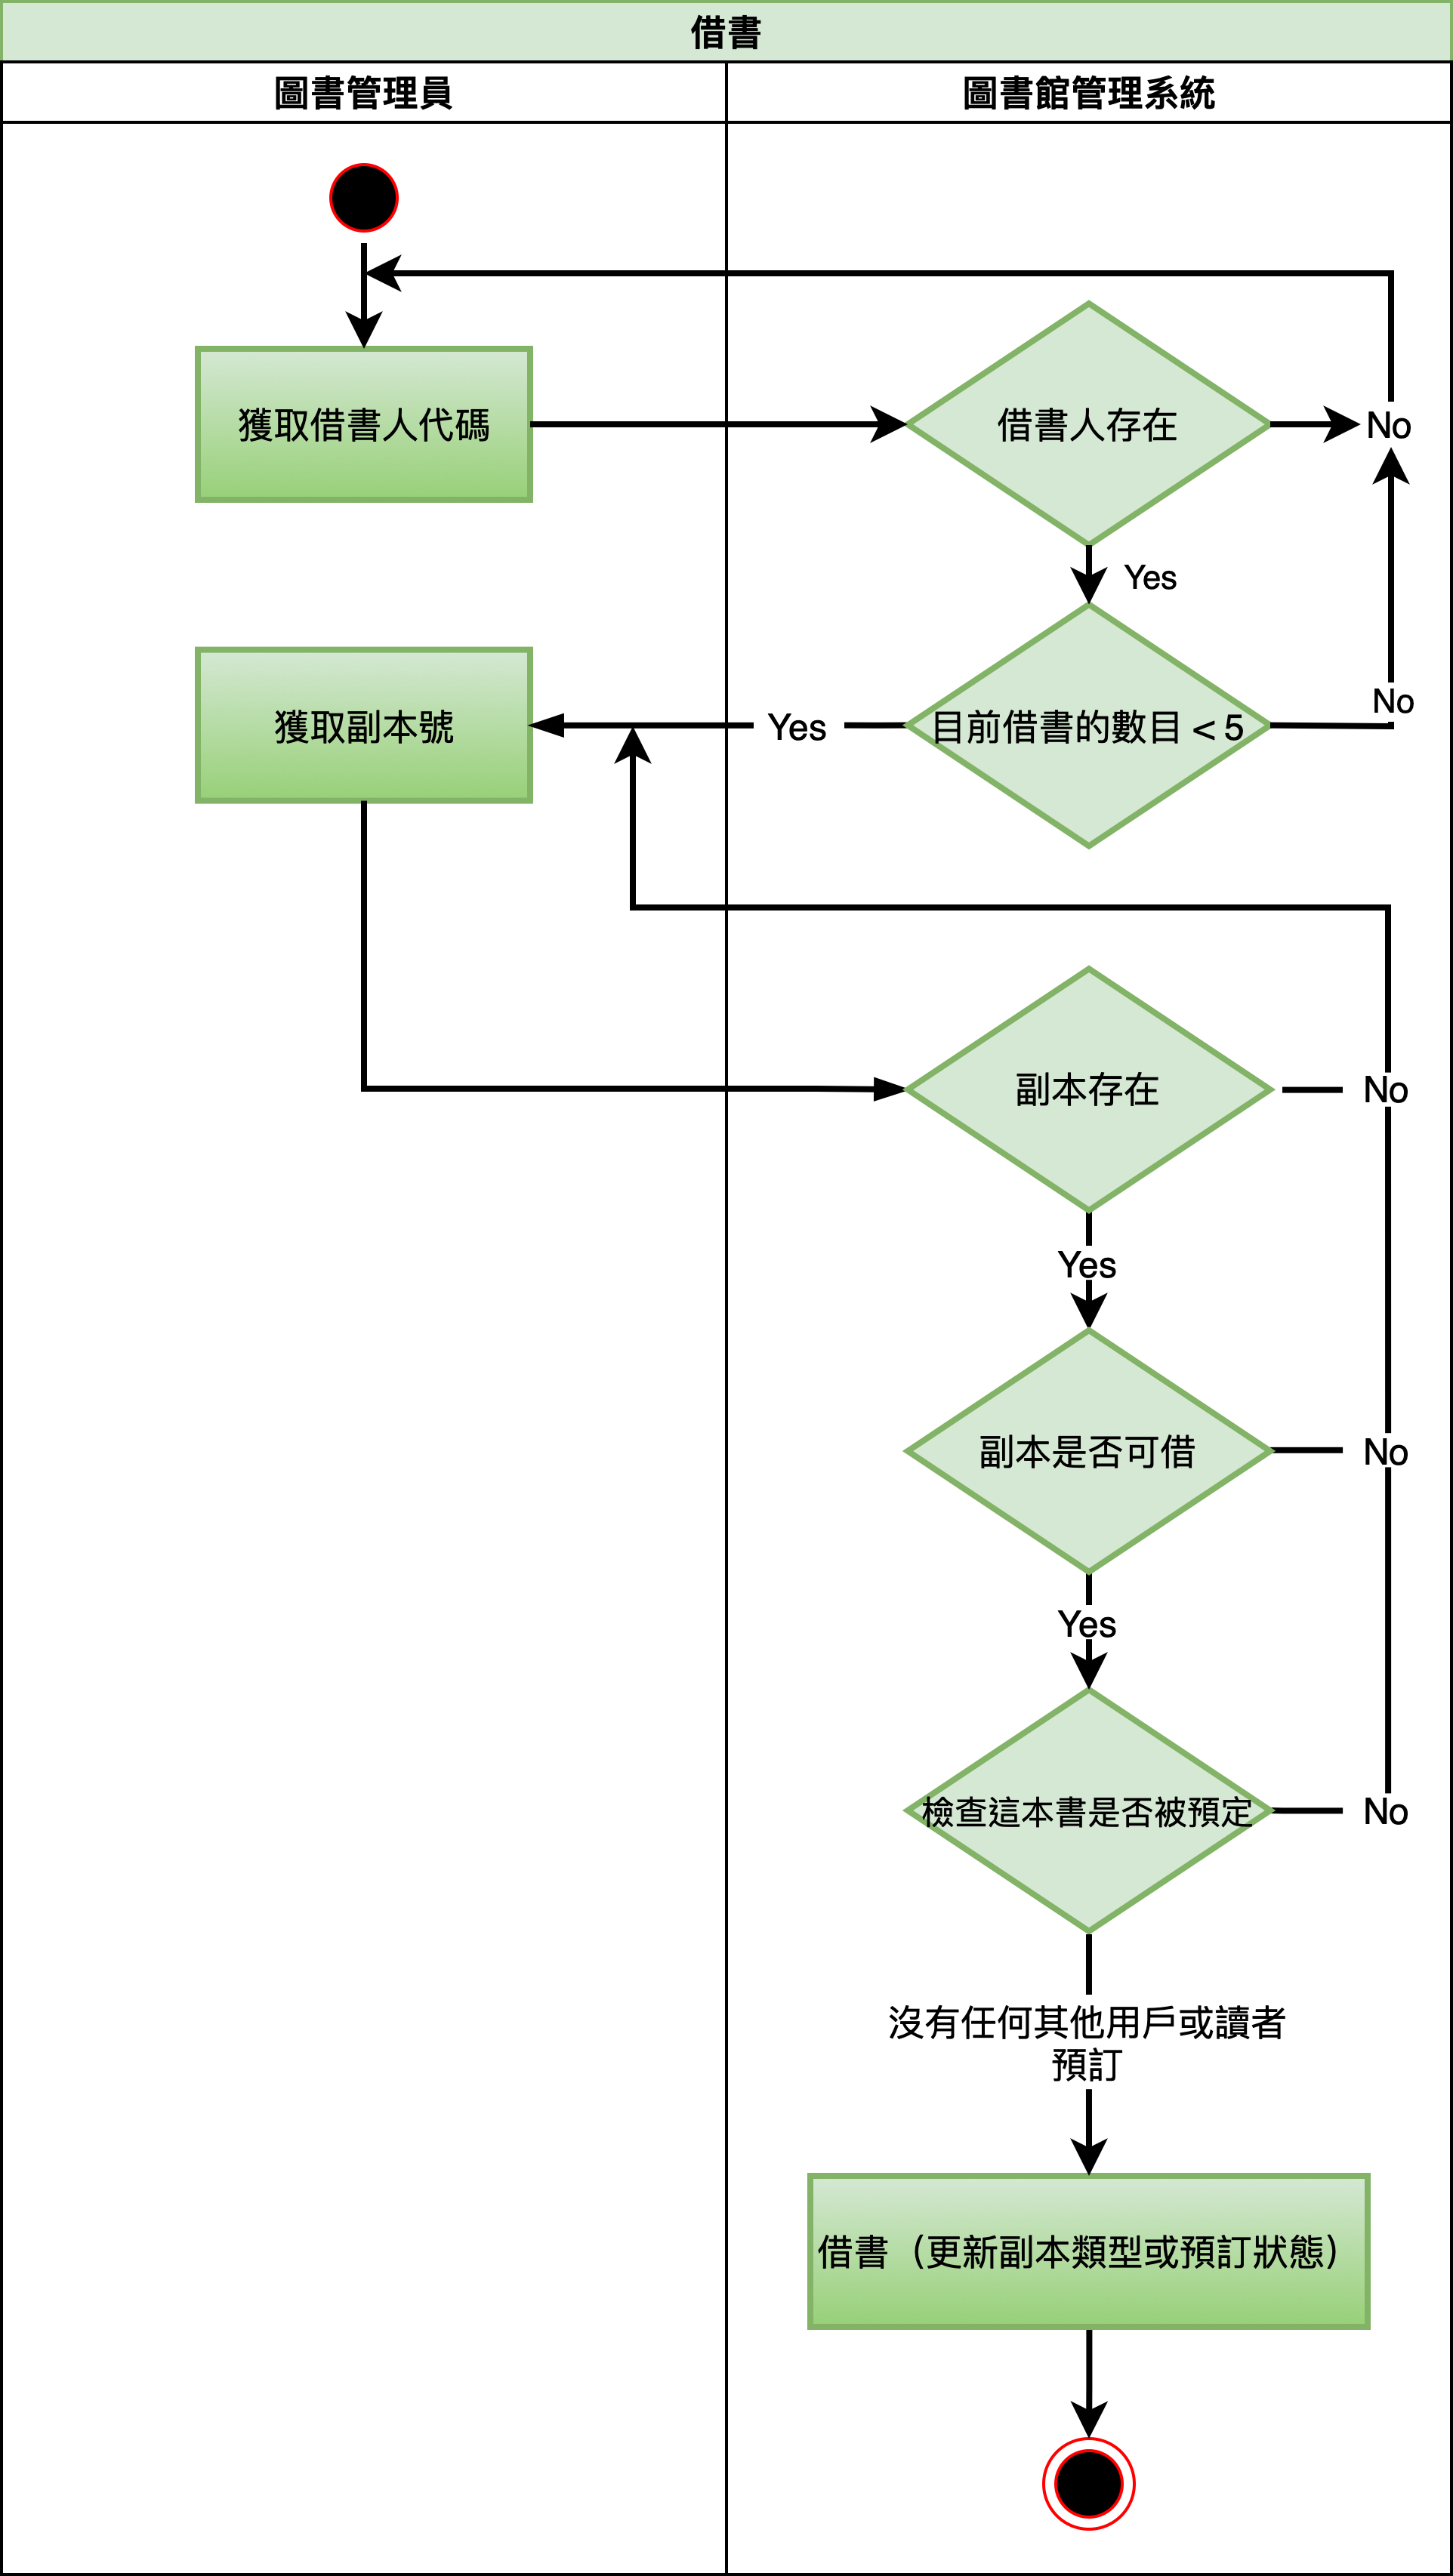 借書
圖書管理員
圖書館管理系統
獲取借書人代碼
借書人存在
No
Yes
獲取副本號
Yes
目前借書的數目 < 5
No
副本存在
No
Yes
副本是否可借
No
Yes
檢查這本書是否被預定
No
沒有任何其他用戶或讀者
預訂
借書（更新副本類型或預訂狀態）